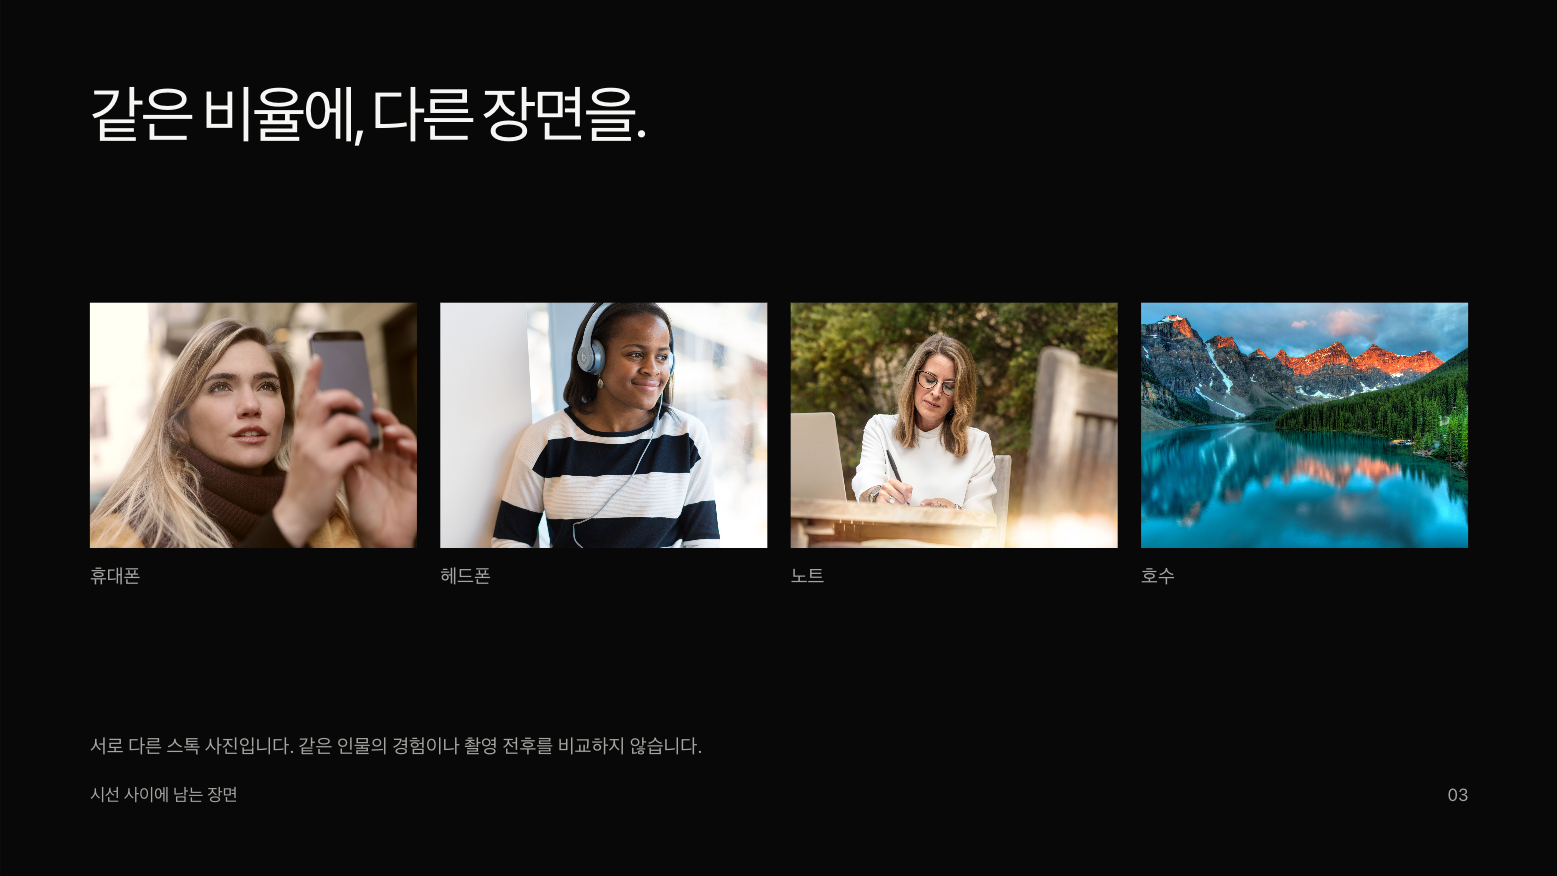 같은 비율에, 다른 장면을.
휴대폰
헤드폰
노트
호수
서로 다른 스톡 사진입니다. 같은 인물의 경험이나 촬영 전후를 비교하지 않습니다.
시선 사이에 남는 장면
03